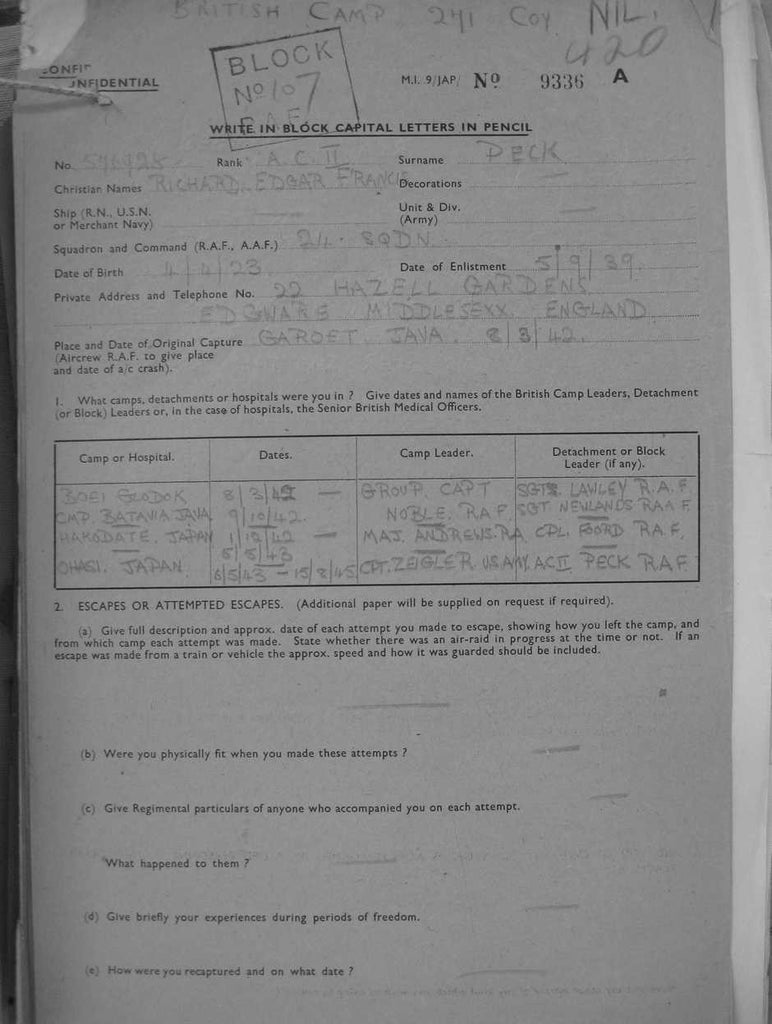 BRITISH CAMP 241 COY NIL.
420
CONFIDENTIAL
BLOCK
Nº 107
M.I. 9/JAP/ Nº 9336 A
WRITE IN BLOCK CAPITAL LETTERS IN PENCIL
No. Rank A.C. II Surname PECK
Christian Names RICHARD. EDGAR FRANCIS Decorations
Ship (R.N., U.S.N. Unit & Div.
or Merchant Navy) (Army)
Squadron and Command (R.A.F., A.A.F.) SQDN.
Date of Birth 4/4/23 Date of Enlistment 5/9/39
Private Address and Telephone No. 22 HAZELL GARDENS
EDGWARE MIDDLESEXX ENGLAND
Place and Date of Original Capture GAROET JAVA. 8/3/42.
(Aircrew R.A.F. to give place
and date of a/c crash).
1. What camps, detachments or hospitals were you in ? Give dates and names of the British Camp Leaders, Detachment
(or Block) Leaders or, in the case of hospitals, the Senior British Medical Officers.
Camp or Hospital. Dates. Camp Leader. Detachment or Block
Leader (if any).
BOEI GLODOK 8/3/42 — GROUP. CAPT LAWLEY R.A.F.
CMP. BATAVIA JAVA 9/10/42. NOBLE. RAF SGT NEWLANDS RAAF.
HAKODATE. JAPAN 1/12/42 — MAJ. ANDREWS. RA CPL. FOORD RAF.
5/5/43
OHASI. JAPAN. 6/5/43 — 15/8/45 CPT. ZEIGLER. USAMY. ACII PECK RAF
2. ESCAPES OR ATTEMPTED ESCAPES. (Additional paper will be supplied on request if required).
(a) Give full description and approx. date of each attempt you made to escape, showing how you left the camp, and
from which camp each attempt was made. State whether there was an air-raid in progress at the time or not. If an
escape was made from a train or vehicle the approx. speed and how it was guarded should be included.
(b) Were you physically fit when you made these attempts ?
(c) Give Regimental particulars of anyone who accompanied you on each attempt.
What happened to them ?
(d) Give briefly your experiences during periods of freedom.
(e) How were you recaptured and on what date ?